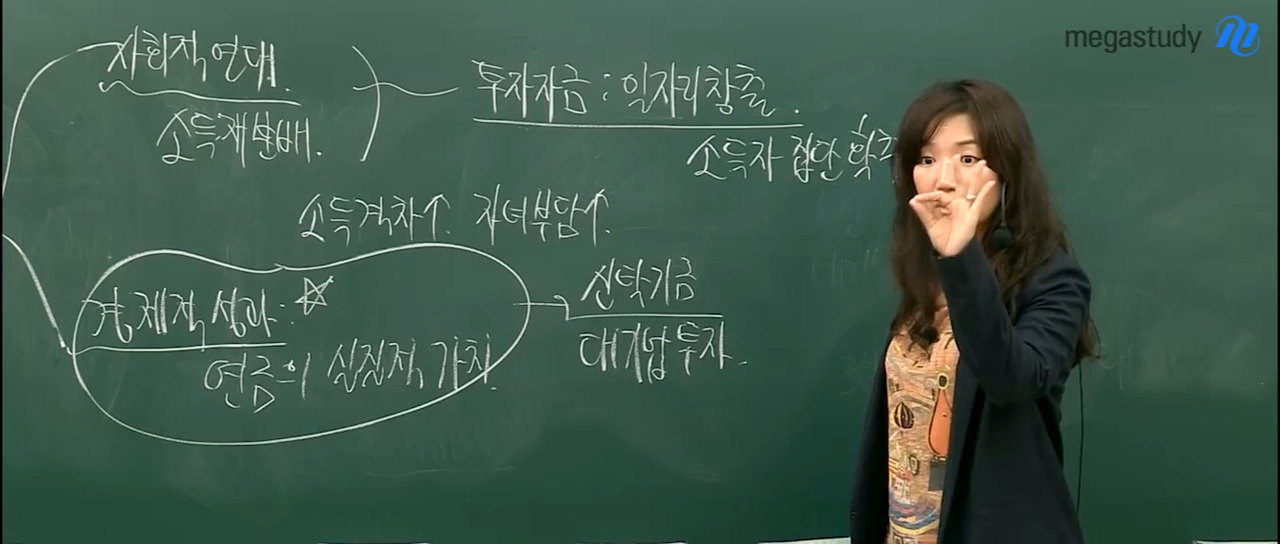 megastudy
사회적 연대
소득재분배.
투자자금 : 일자리창출.
소득자 집단 확
소득격차↑ 자녀부담↑
경제적 성과: ☆
연금의 실질적 가치.
신탁기금
대기업 투자.